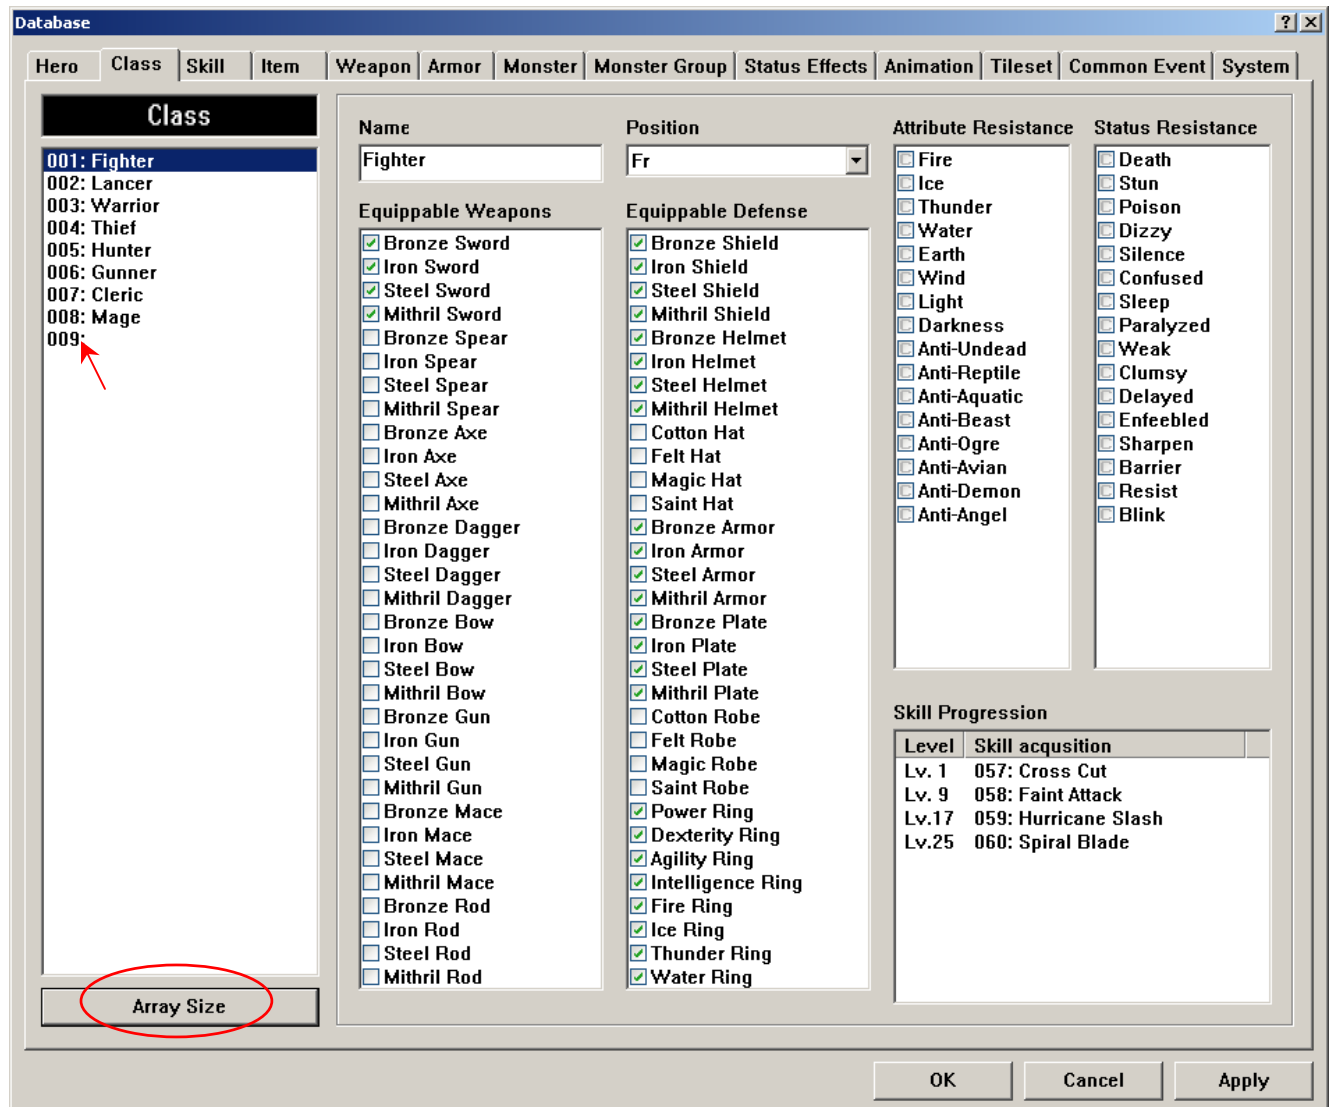 Database
Hero Class Skill Item Weapon Armor Monster Monster Group Status Effects Animation Tileset Common Event System
Class
001: Fighter
002: Lancer
003: Warrior
004: Thief
005: Hunter
006: Gunner
007: Cleric
008: Mage
009:
Array Size
Name
Fighter
Position
Fr
Equippable Weapons
Bronze Sword
Iron Sword
Steel Sword
Mithril Sword
Bronze Spear
Iron Spear
Steel Spear
Mithril Spear
Bronze Axe
Iron Axe
Steel Axe
Mithril Axe
Bronze Dagger
Iron Dagger
Steel Dagger
Mithril Dagger
Bronze Bow
Iron Bow
Steel Bow
Mithril Bow
Bronze Gun
Iron Gun
Steel Gun
Mithril Gun
Bronze Mace
Iron Mace
Steel Mace
Mithril Mace
Bronze Rod
Iron Rod
Steel Rod
Mithril Rod
Equippable Defense
Bronze Shield
Iron Shield
Steel Shield
Mithril Shield
Bronze Helmet
Iron Helmet
Steel Helmet
Mithril Helmet
Cotton Hat
Felt Hat
Magic Hat
Saint Hat
Bronze Armor
Iron Armor
Steel Armor
Mithril Armor
Bronze Plate
Iron Plate
Steel Plate
Mithril Plate
Cotton Robe
Felt Robe
Magic Robe
Saint Robe
Power Ring
Dexterity Ring
Agility Ring
Intelligence Ring
Fire Ring
Ice Ring
Thunder Ring
Water Ring
Attribute Resistance
Fire
Ice
Thunder
Water
Earth
Wind
Light
Darkness
Anti-Undead
Anti-Reptile
Anti-Aquatic
Anti-Beast
Anti-Ogre
Anti-Avian
Anti-Demon
Anti-Angel
Status Resistance
Death
Stun
Poison
Dizzy
Silence
Confused
Sleep
Paralyzed
Weak
Clumsy
Delayed
Enfeebled
Sharpen
Barrier
Resist
Blink
Skill Progression
Level Skill acqusition
Lv. 1 057: Cross Cut
Lv. 9 058: Faint Attack
Lv.17 059: Hurricane Slash
Lv.25 060: Spiral Blade
OK Cancel Apply